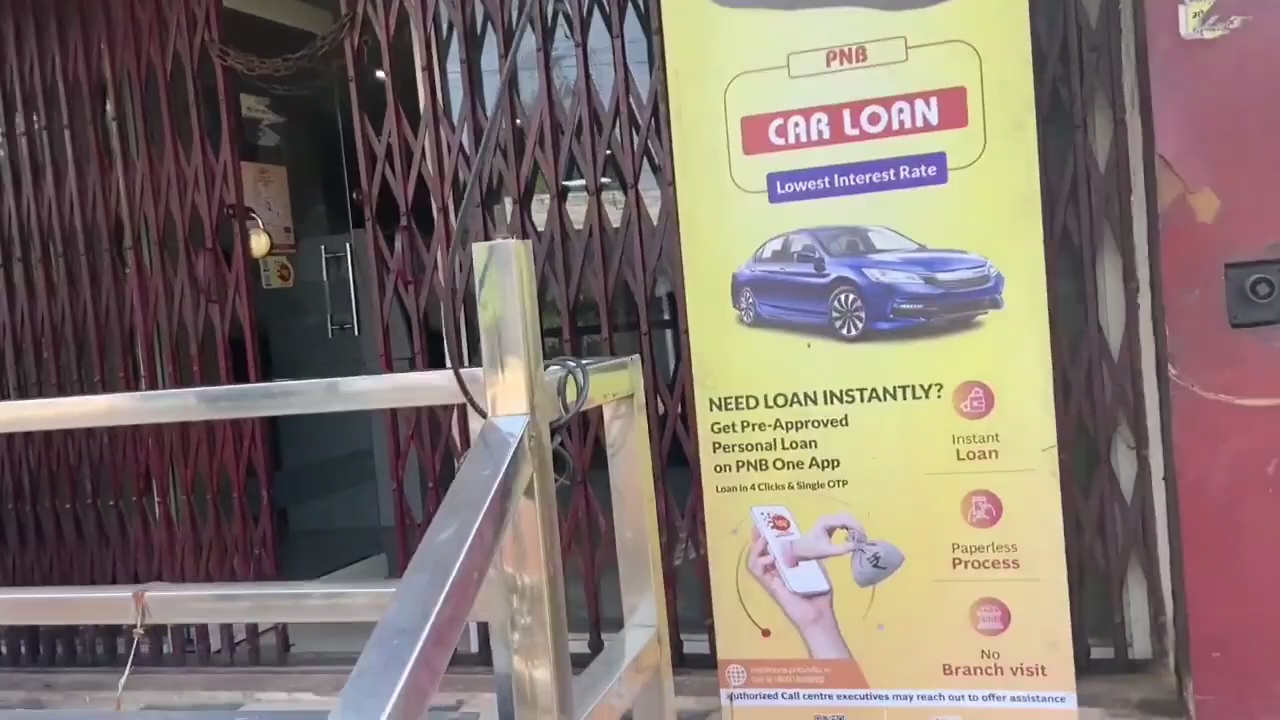 PNB
CAR LOAN
Lowest Interest Rate
NEED LOAN INSTANTLY?
Get Pre-Approved
Personal Loan
on PNB One App
Loan in 4 Clicks & Single OTP
Instant
Loan
Paperless
Process
No
Branch visit
Authorized Call centre executives may reach out to offer assistance